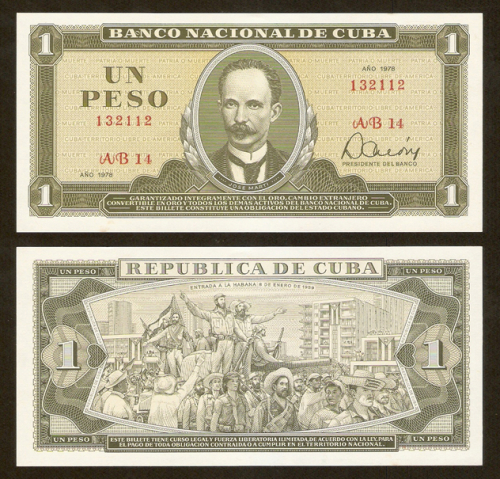 BANCO NACIONAL DE CUBA
1
1
UN
PESO
132112
A/B 14
AÑO 1978
AÑO 1978
132112
A/B 14
PRESIDENTE DEL BANCO
JOSE MARTI
1
1
GARANTIZADO INTEGRAMENTE CON EL ORO, CAMBIO EXTRANJERO
CONVERTIBLE EN ORO Y TODOS LOS DEMAS ACTIVOS DEL BANCO NACIONAL DE CUBA.
ESTE BILLETE CONSTITUYE UNA OBLIGACION DEL ESTADO CUBANO.
REPUBLICA DE CUBA
UN PESO
UN PESO
ENTRADA A LA HABANA-8 DE ENERO DE 1959
1
1
UN PESO
UN PESO
ESTE BILLETE TIENE CURSO LEGAL Y FUERZA LIBERATORIA ILIMITADA, DE ACUERDO CON LA LEY, PARA
EL PAGO DE TODA OBLIGACION CONTRAIDA O A CUMPLIR EN EL TERRITORIO NACIONAL.